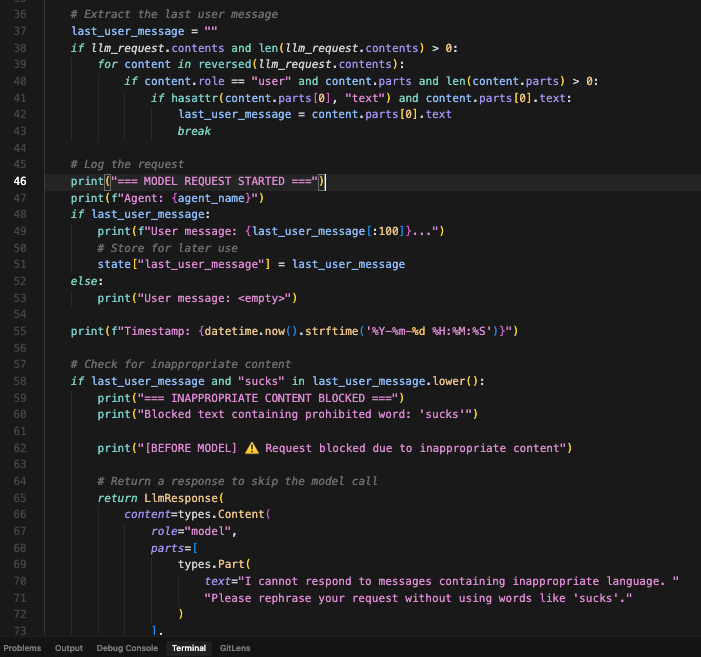 36 # Extract the last user message
37 last_user_message = ""
38 if llm_request.contents and len(llm_request.contents) > 0:
39     for content in reversed(llm_request.contents):
40         if content.role == "user" and content.parts and len(content.parts) > 0:
41             if hasattr(content.parts[0], "text") and content.parts[0].text:
42                 last_user_message = content.parts[0].text
43                 break
44
45 # Log the request
46 print("=== MODEL REQUEST STARTED ===")
47 print(f"Agent: {agent_name}")
48 if last_user_message:
49     print(f"User message: {last_user_message[:100]}...")
50     # Store for later use
51     state["last_user_message"] = last_user_message
52 else:
53     print("User message: <empty>")
54
55 print(f"Timestamp: {datetime.now().strftime('%Y-%m-%d %H:%M:%S')}")
56
57 # Check for inappropriate content
58 if last_user_message and "sucks" in last_user_message.lower():
59     print("=== INAPPROPRIATE CONTENT BLOCKED ===")
60     print("Blocked text containing prohibited word: 'sucks'")
61
62     print("[BEFORE MODEL] ⚠️ Request blocked due to inappropriate content")
63
64     # Return a response to skip the model call
65     return LlmResponse(
66         content=types.Content(
67             role="model",
68             parts=[
69                 types.Part(
70                     text="I cannot respond to messages containing inappropriate language. "
71                     "Please rephrase your request without using words like 'sucks'."
72                 )
73             ],
Problems Output Debug Console Terminal GitLens